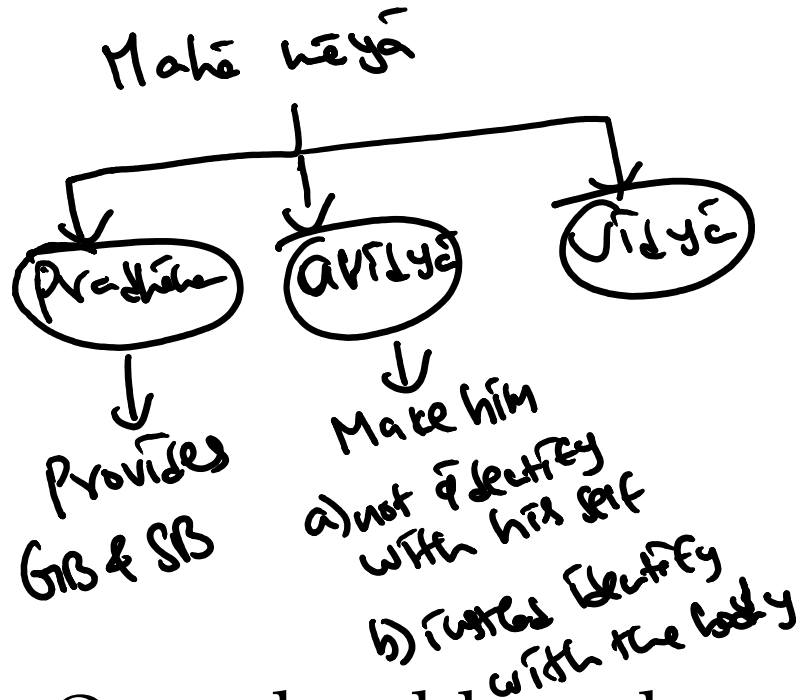 Mahā māyā
Pradhāna
avidyā
vidyā
Provides
GB & SB
Make him
a) not identify
with his self
b) instead identify
with the body